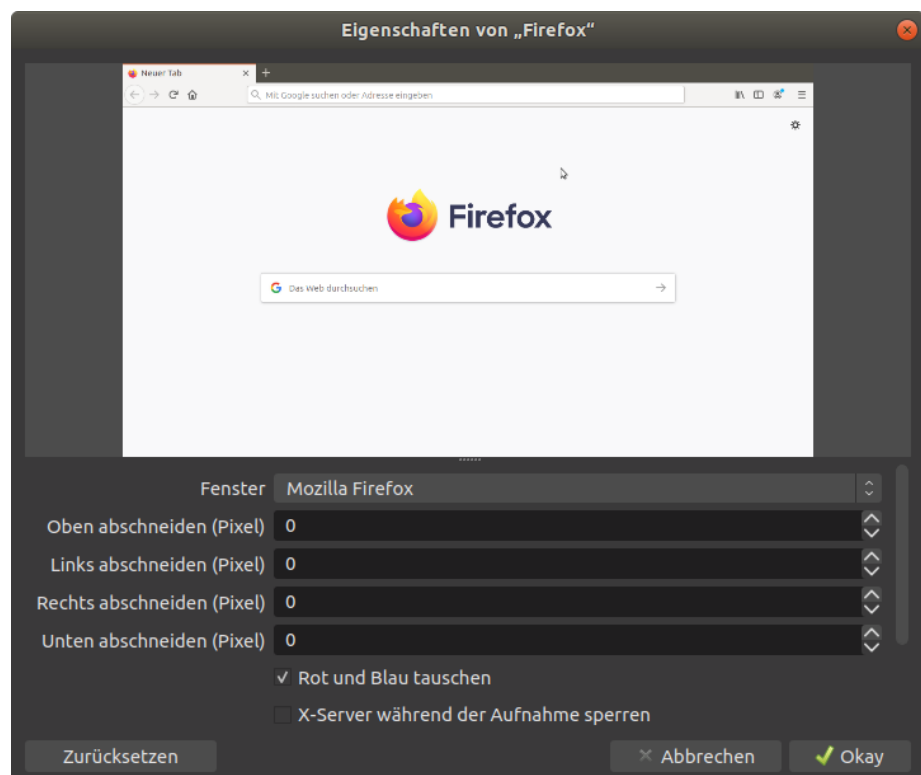 Eigenschaften von „Firefox“
Neuer Tab
Mit Google suchen oder Adresse eingeben
Firefox
Das Web durchsuchen
Fenster Mozilla Firefox
Oben abschneiden (Pixel) 0
Links abschneiden (Pixel) 0
Rechts abschneiden (Pixel) 0
Unten abschneiden (Pixel) 0
Rot und Blau tauschen
X-Server während der Aufnahme sperren
Zurücksetzen Abbrechen Okay